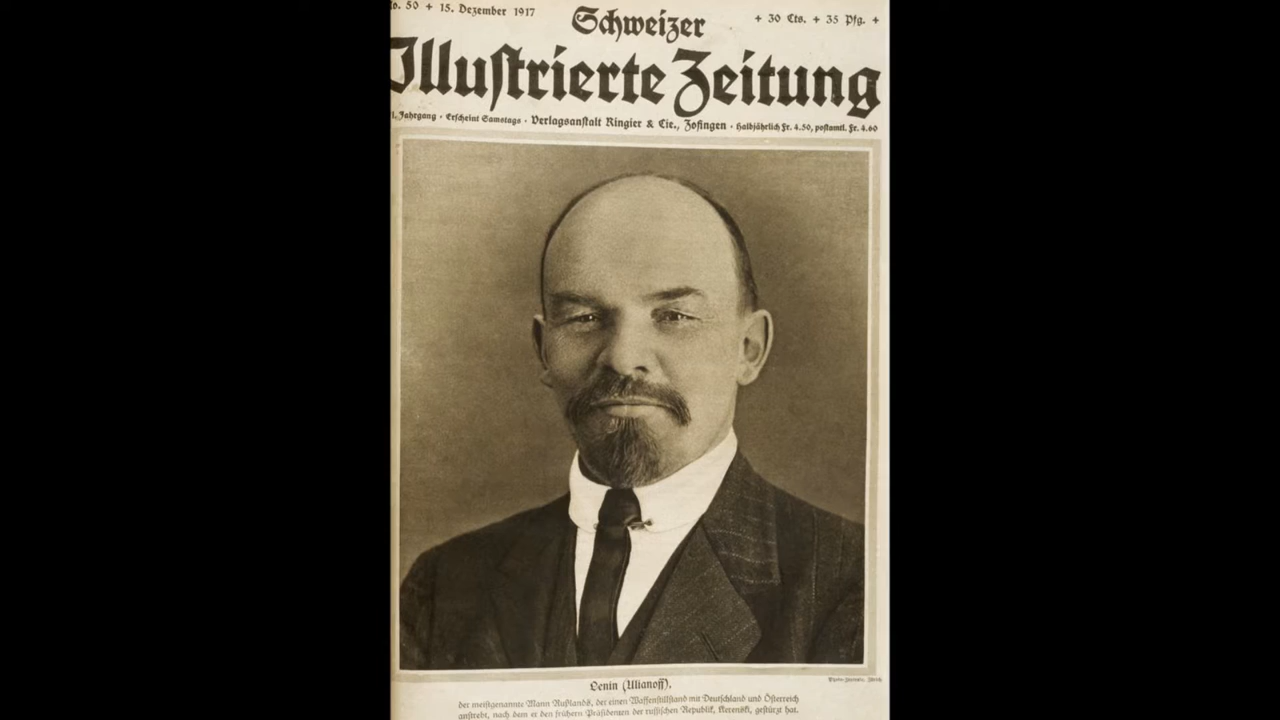 o. 50 + 15. Dezember 1917
Schweizer
+ 30 Cts. + 35 Pfg. +
Illustrierte Zeitung
. Jahrgang · Erscheint Samstags · Verlagsanstalt Ringier & Cie., Zofingen · Halbjährlich Fr. 4.50, postamtl. Fr. 4.60
Lenin (Ulianoff),
der meistgenannte Mann Rußlands, der einen Waffenstillstand mit Deutschland und Österreich
anstrebt, nach dem er den frühern Präsidenten der russischen Republik, Kerenski, gestürzt hat.